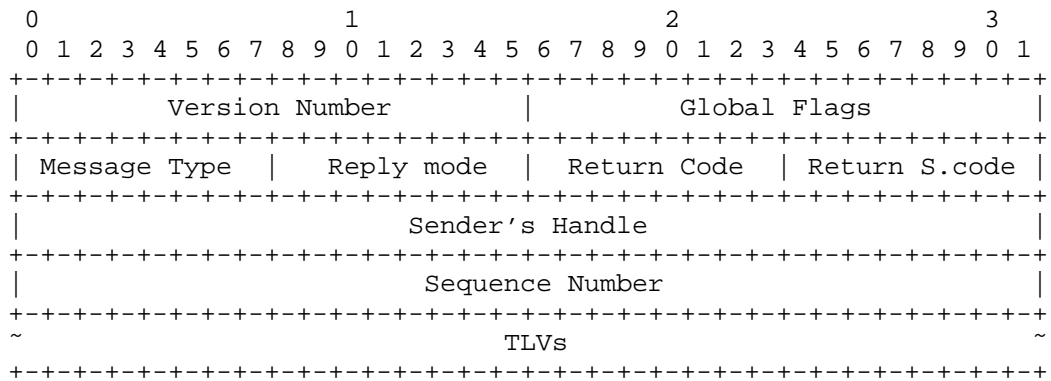 0                   1                   2                   3
 0 1 2 3 4 5 6 7 8 9 0 1 2 3 4 5 6 7 8 9 0 1 2 3 4 5 6 7 8 9 0 1
+-+-+-+-+-+-+-+-+-+-+-+-+-+-+-+-+-+-+-+-+-+-+-+-+-+-+-+-+-+-+-+-+
|         Version Number        |         Global Flags          |
+-+-+-+-+-+-+-+-+-+-+-+-+-+-+-+-+-+-+-+-+-+-+-+-+-+-+-+-+-+-+-+-+
| Message Type  |   Reply mode  |  Return Code  | Return S.code |
+-+-+-+-+-+-+-+-+-+-+-+-+-+-+-+-+-+-+-+-+-+-+-+-+-+-+-+-+-+-+-+-+
|                        Sender’s Handle                        |
+-+-+-+-+-+-+-+-+-+-+-+-+-+-+-+-+-+-+-+-+-+-+-+-+-+-+-+-+-+-+-+-+
|                         Sequence Number                       |
+-+-+-+-+-+-+-+-+-+-+-+-+-+-+-+-+-+-+-+-+-+-+-+-+-+-+-+-+-+-+-+-+
~                              TLVs                             ~
+-+-+-+-+-+-+-+-+-+-+-+-+-+-+-+-+-+-+-+-+-+-+-+-+-+-+-+-+-+-+-+-+